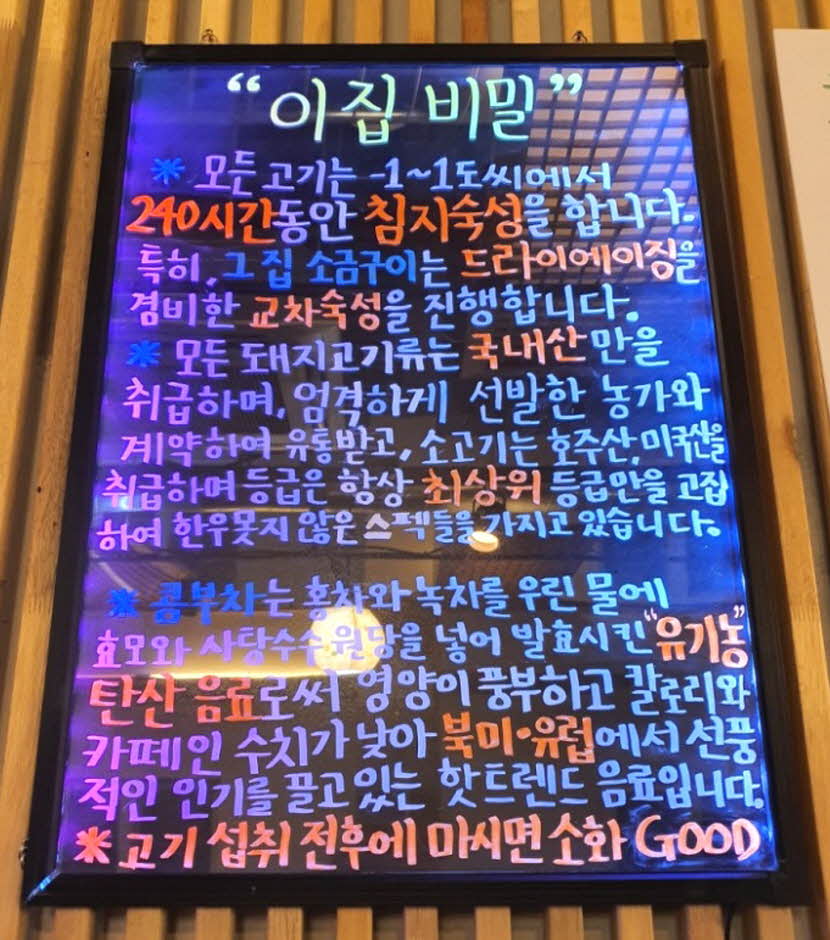 “이 집 비밀”
* 모든 고기는 -1~1도씨에서
240시간동안 침지숙성을 합니다.
특히, 그 집 소금구이는 드라이에이징을
겸비한 교차숙성을 진행합니다.
* 모든 돼지고기류는 국내산 만을
취급하며, 엄격하게 선발한 농가와
계약하여 유통받고, 소고기는 호주산, 미국산을
취급하며 등급은 항상 최상위 등급만을 고집
하여 한우못지 않은 스펙들을 가지고 있습니다.
* 콤부차는 홍차와 녹차를 우린 물에
효모와 사탕수수 원당을 넣어 발효시킨 “유기농”
탄산 음료로써 영양이 풍부하고 칼로리와
카페인 수치가 낮아 북미•유럽에서 선풍
적인 인기를 끌고 있는 핫트렌드 음료입니다.
* 고기 섭취 전후에 마시면 소화 GOOD